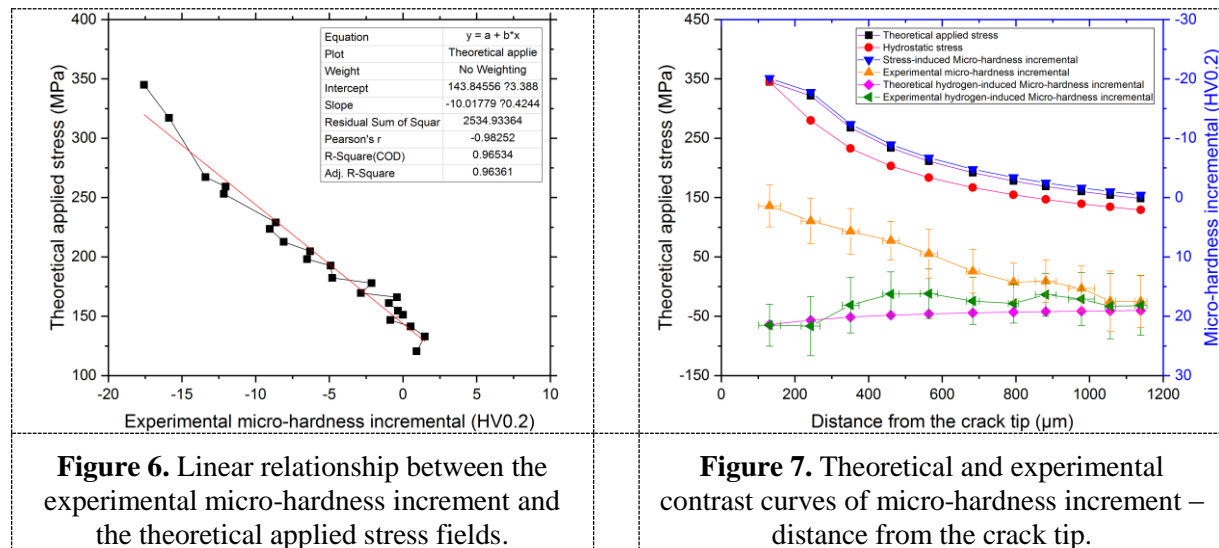 450
400
350
300
250
200
150
100
Theoretical applied stress (MPa)
Equation y = a + b*x
Plot Theoretical applie
Weight No Weighting
Intercept 143.84556 ?3.388
Slope -10.01779 ?0.4244
Residual Sum of Squar 2534.93364
Pearson's r -0.98252
R-Square(COD) 0.96534
Adj. R-Square 0.96361
-20 -15 -10 -5 0 5 10
Experimental micro-hardness incremental (HV0.2)
Figure 6. Linear relationship between the
experimental micro-hardness increment and
the theoretical applied stress fields.
450
350
250
150
50
-50
-150
Theoretical applied stress (MPa)
Theoretical applied stress
Hydrostatic stress
Stress-induced Micro-hardness incremental
Experimental micro-hardness incremental
Theoretical hydrogen-induced Micro-hardness incremental
Experimental hydrogen-induced Micro-hardness incremental
-30
-20
-10
0
10
20
30
Micro-hardness incremental (HV0.2)
0 200 400 600 800 1000 1200
Distance from the crack tip (μm)
Figure 7. Theoretical and experimental
contrast curves of micro-hardness increment –
distance from the crack tip.